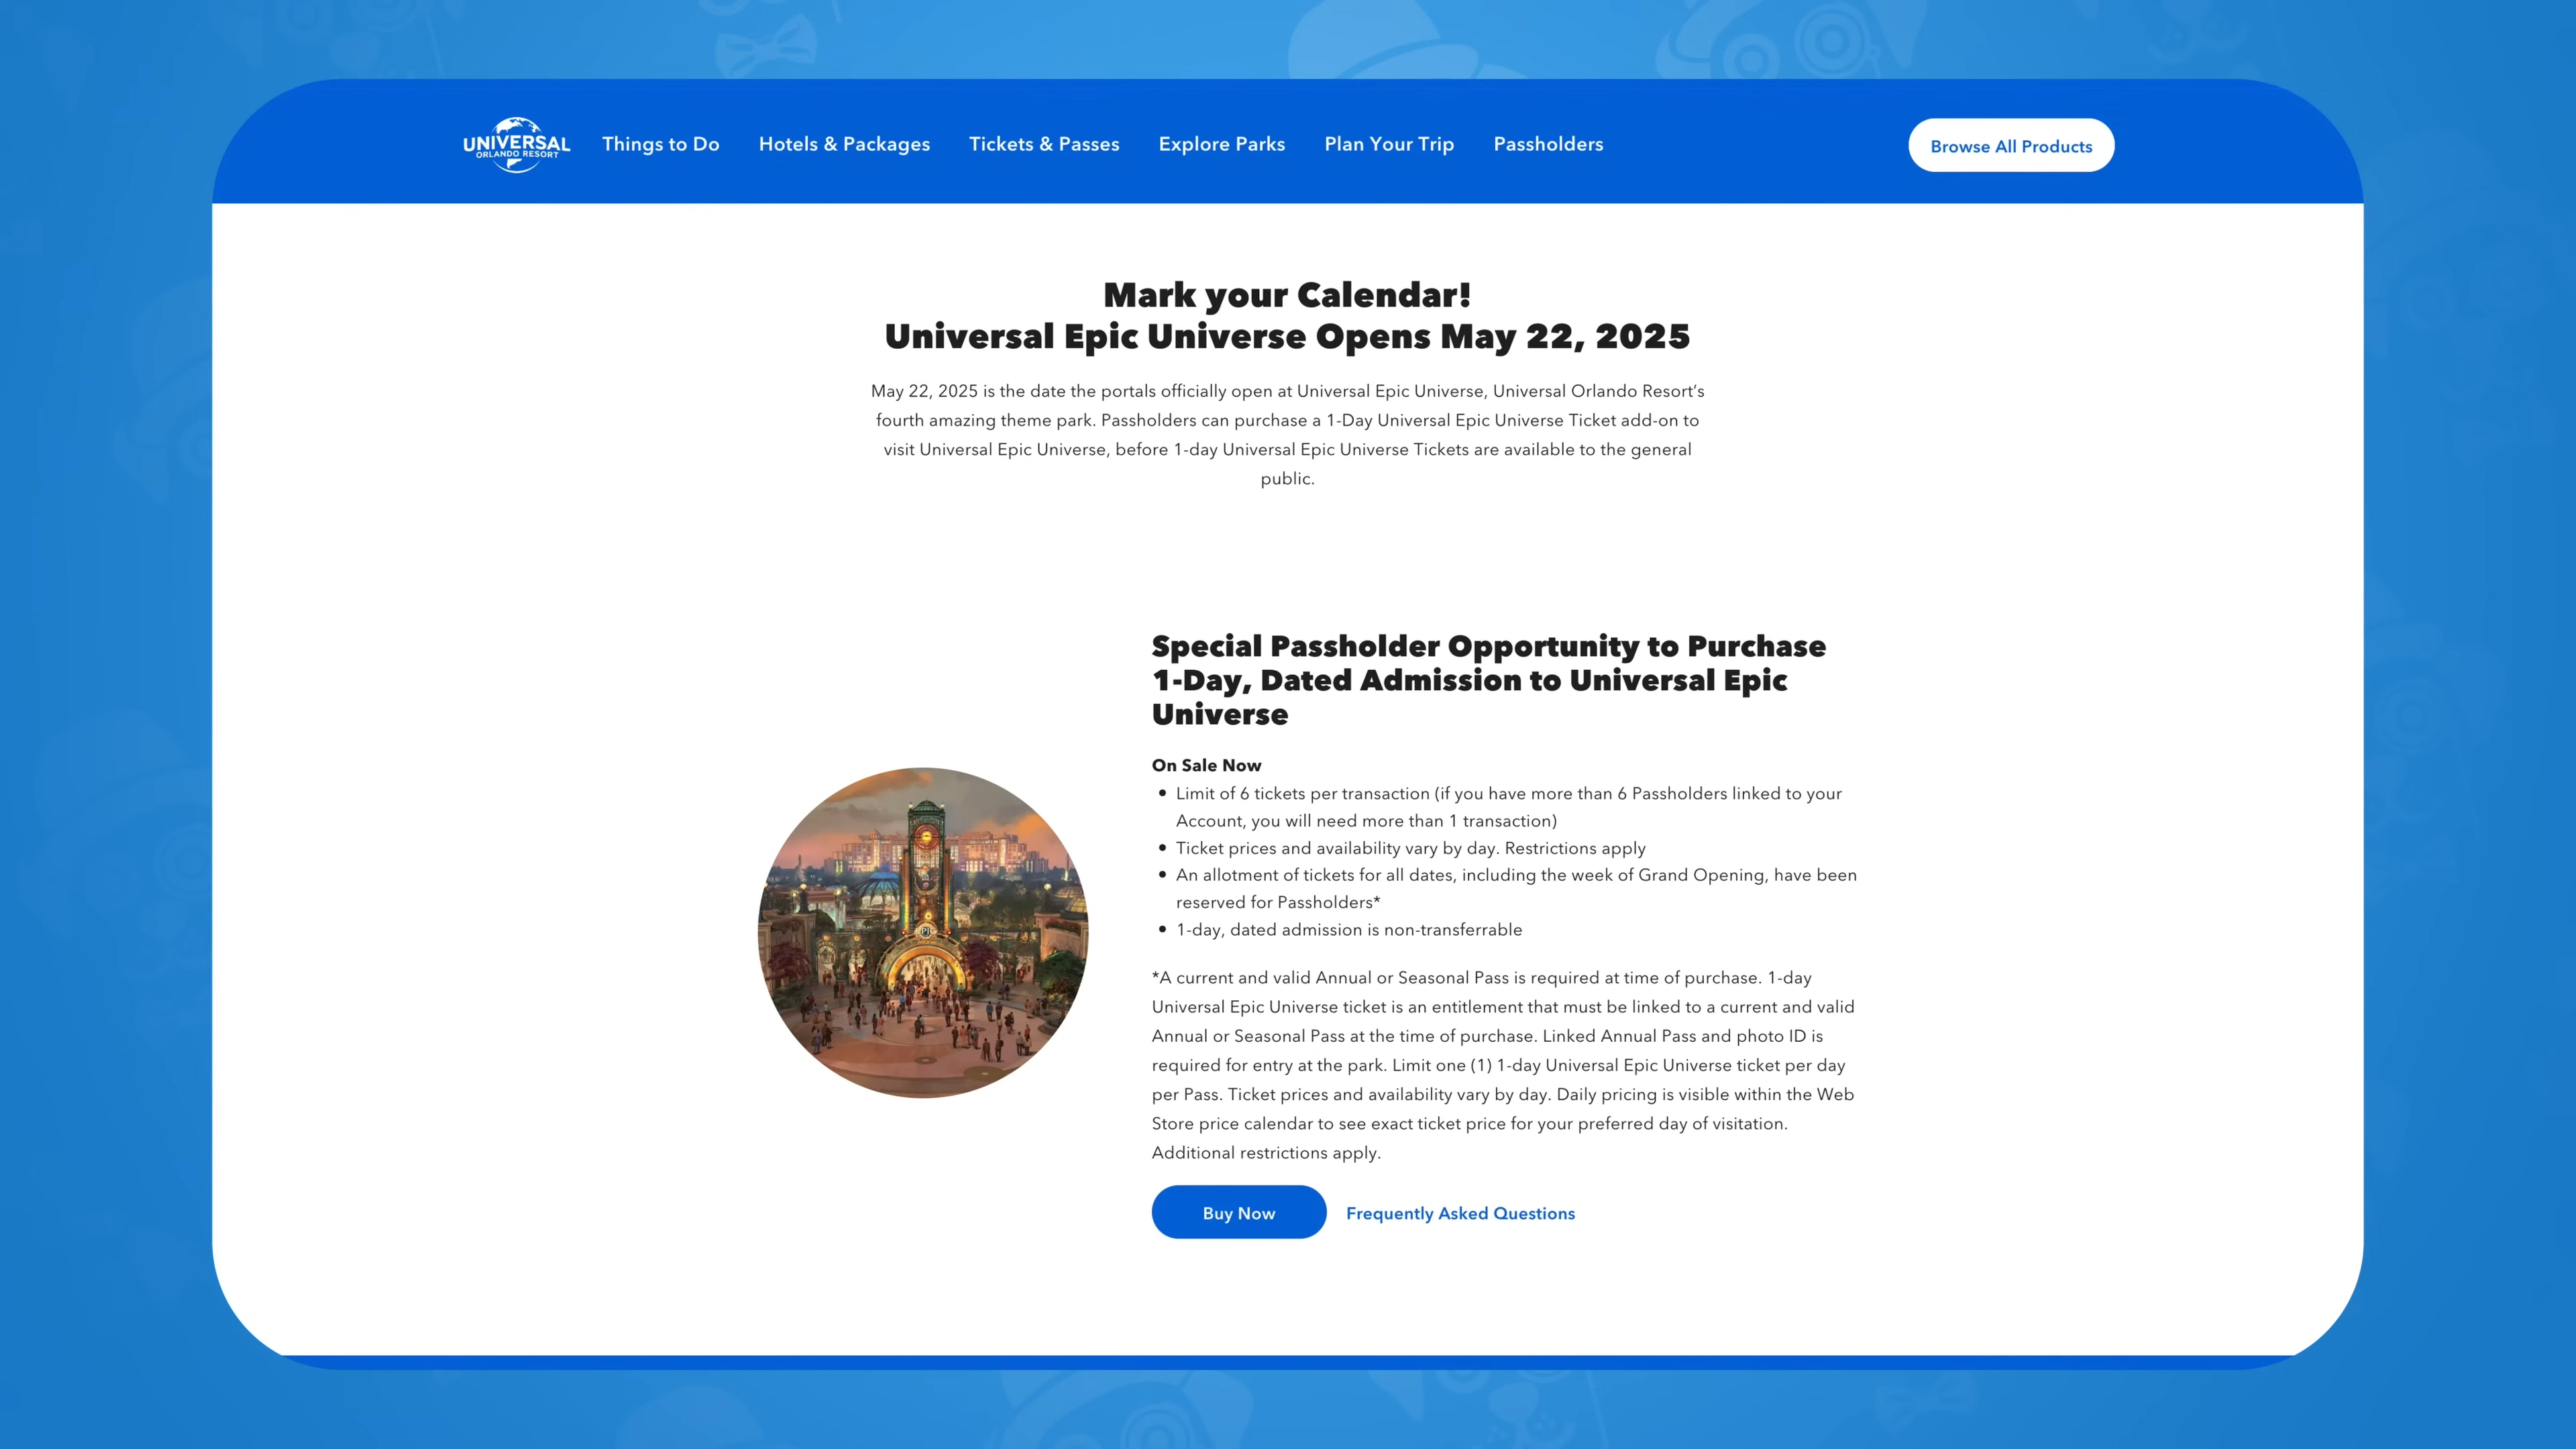 UNIVERSAL
ORLANDO RESORT
Things to Do
Hotels & Packages
Tickets & Passes
Explore Parks
Plan Your Trip
Passholders
Browse All Products
Mark your Calendar!
Universal Epic Universe Opens May 22, 2025
May 22, 2025 is the date the portals officially open at Universal Epic Universe, Universal Orlando Resort's
fourth amazing theme park. Passholders can purchase a 1-Day Universal Epic Universe Ticket add-on to
visit Universal Epic Universe, before 1-day Universal Epic Universe Tickets are available to the general
public.
Special Passholder Opportunity to Purchase
1-Day, Dated Admission to Universal Epic
Universe
On Sale Now
• Limit of 6 tickets per transaction (if you have more than 6 Passholders linked to your
Account, you will need more than 1 transaction)
• Ticket prices and availability vary by day. Restrictions apply
• An allotment of tickets for all dates, including the week of Grand Opening, have been
reserved for Passholders*
• 1-day, dated admission is non-transferrable
*A current and valid Annual or Seasonal Pass is required at time of purchase. 1-day
Universal Epic Universe ticket is an entitlement that must be linked to a current and valid
Annual or Seasonal Pass at the time of purchase. Linked Annual Pass and photo ID is
required for entry at the park. Limit one (1) 1-day Universal Epic Universe ticket per day
per Pass. Ticket prices and availability vary by day. Daily pricing is visible within the Web
Store price calendar to see exact ticket price for your preferred day of visitation.
Additional restrictions apply.
Buy Now
Frequently Asked Questions